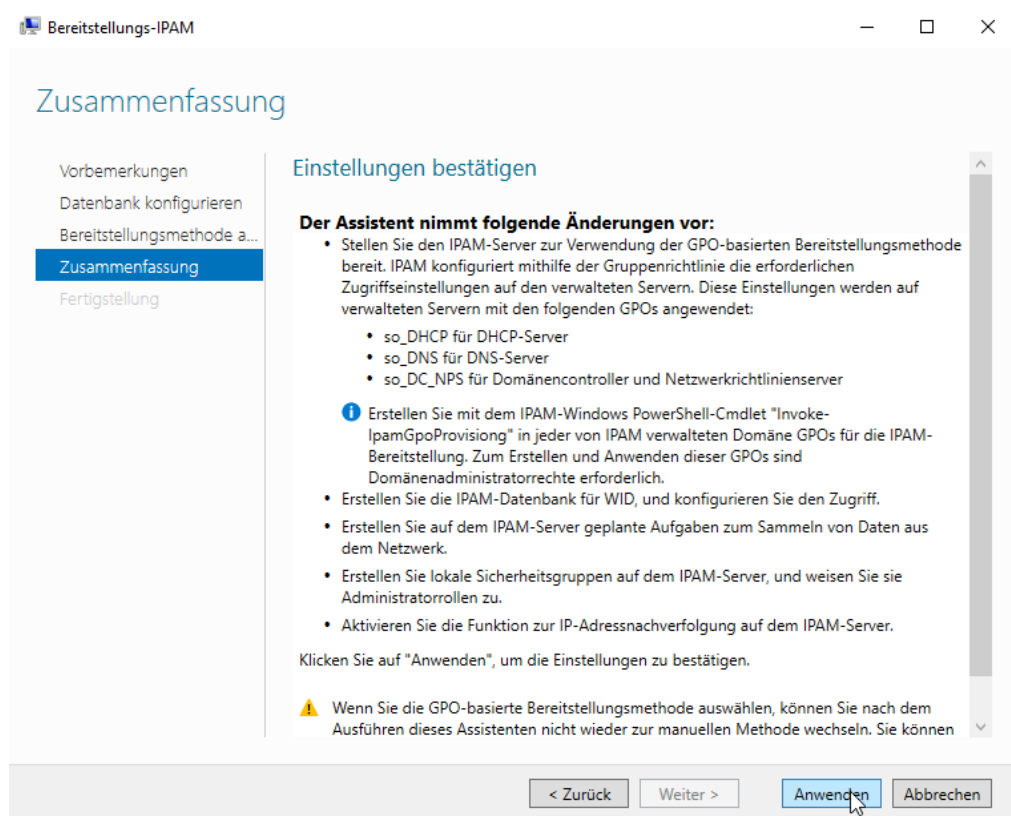 Bereitstellungs-IPAM
Zusammenfassung
Vorbemerkungen
Datenbank konfigurieren
Bereitstellungsmethode a...
Zusammenfassung
Fertigstellung
Einstellungen bestätigen
Der Assistent nimmt folgende Änderungen vor:
• Stellen Sie den IPAM-Server zur Verwendung der GPO-basierten Bereitstellungsmethode
bereit. IPAM konfiguriert mithilfe der Gruppenrichtlinie die erforderlichen
Zugriffseinstellungen auf den verwalteten Servern. Diese Einstellungen werden auf
verwalteten Servern mit den folgenden GPOs angewendet:
• so_DHCP für DHCP-Server
• so_DNS für DNS-Server
• so_DC_NPS für Domänencontroller und Netzwerkrichtlinienserver
Erstellen Sie mit dem IPAM-Windows PowerShell-Cmdlet "Invoke-
IpamGpoProvisiong" in jeder von IPAM verwalteten Domäne GPOs für die IPAM-
Bereitstellung. Zum Erstellen und Anwenden dieser GPOs sind
Domänenadministratorrechte erforderlich.
• Erstellen Sie die IPAM-Datenbank für WID, und konfigurieren Sie den Zugriff.
• Erstellen Sie auf dem IPAM-Server geplante Aufgaben zum Sammeln von Daten aus
dem Netzwerk.
• Erstellen Sie lokale Sicherheitsgruppen auf dem IPAM-Server, und weisen Sie sie
Administratorrollen zu.
• Aktivieren Sie die Funktion zur IP-Adressnachverfolgung auf dem IPAM-Server.
Klicken Sie auf "Anwenden", um die Einstellungen zu bestätigen.
Wenn Sie die GPO-basierte Bereitstellungsmethode auswählen, können Sie nach dem
Ausführen dieses Assistenten nicht wieder zur manuellen Methode wechseln. Sie können
< Zurück
Weiter >
Anwenden
Abbrechen